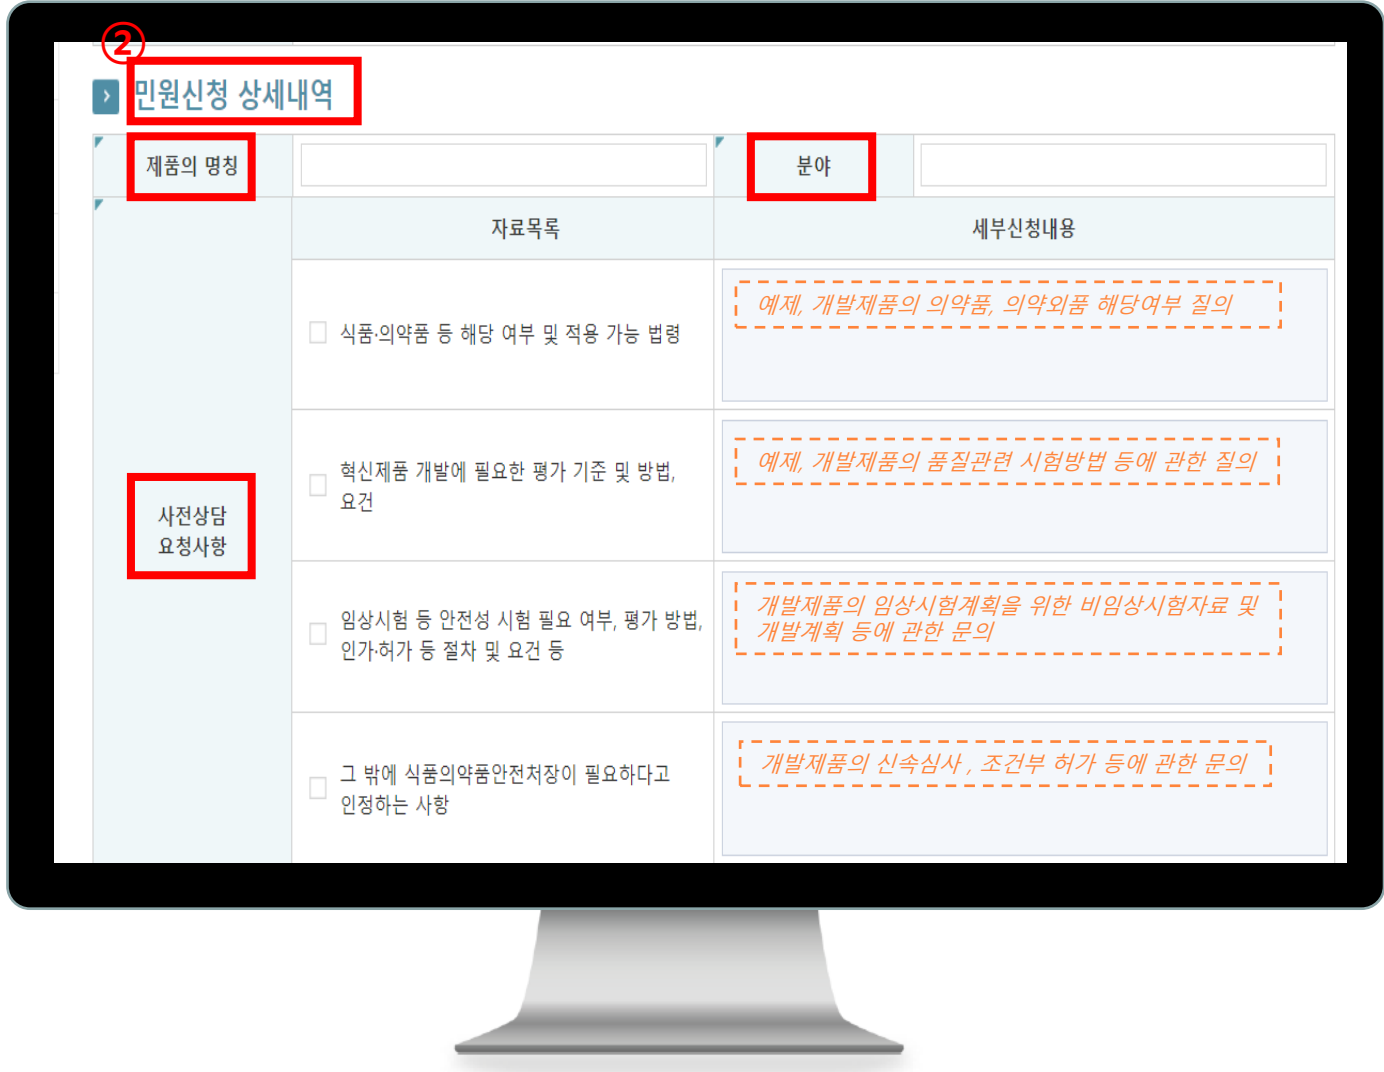 ②
민원신청 상세내역
제품의 명칭
분야
자료목록
세부신청내용
사전상담
요청사항
식품·의약품 등 해당 여부 및 적용 가능 법령
예제, 개발제품의 의약품, 의약외품 해당여부 질의
혁신제품 개발에 필요한 평가 기준 및 방법,
요건
예제, 개발제품의 품질관련 시험방법 등에 관한 질의
임상시험 등 안전성 시험 필요 여부, 평가 방법,
인가·허가 등 절차 및 요건 등
개발제품의 임상시험계획을 위한 비임상시험자료 및
개발계획 등에 관한 문의
그 밖에 식품의약품안전처장이 필요하다고
인정하는 사항
개발제품의 신속심사 , 조건부 허가 등에 관한 문의